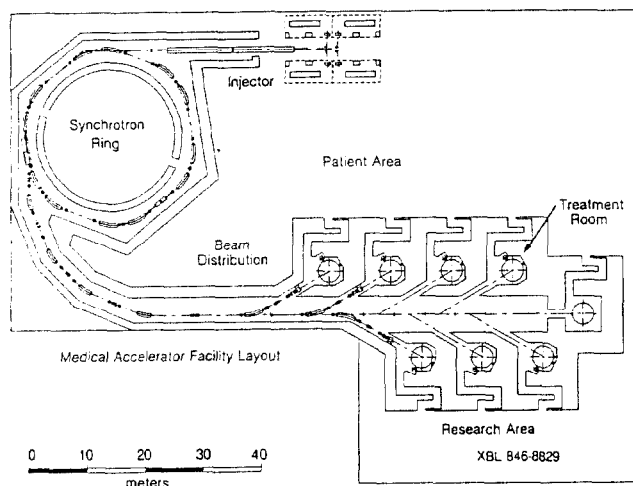 Injector
Synchrotron
Ring
Patient Area
Treatment
Room
Beam
Distribution
Medical Accelerator Facility Layout
Research Area
XBL 846-8829
0 10 20 30 40
meters